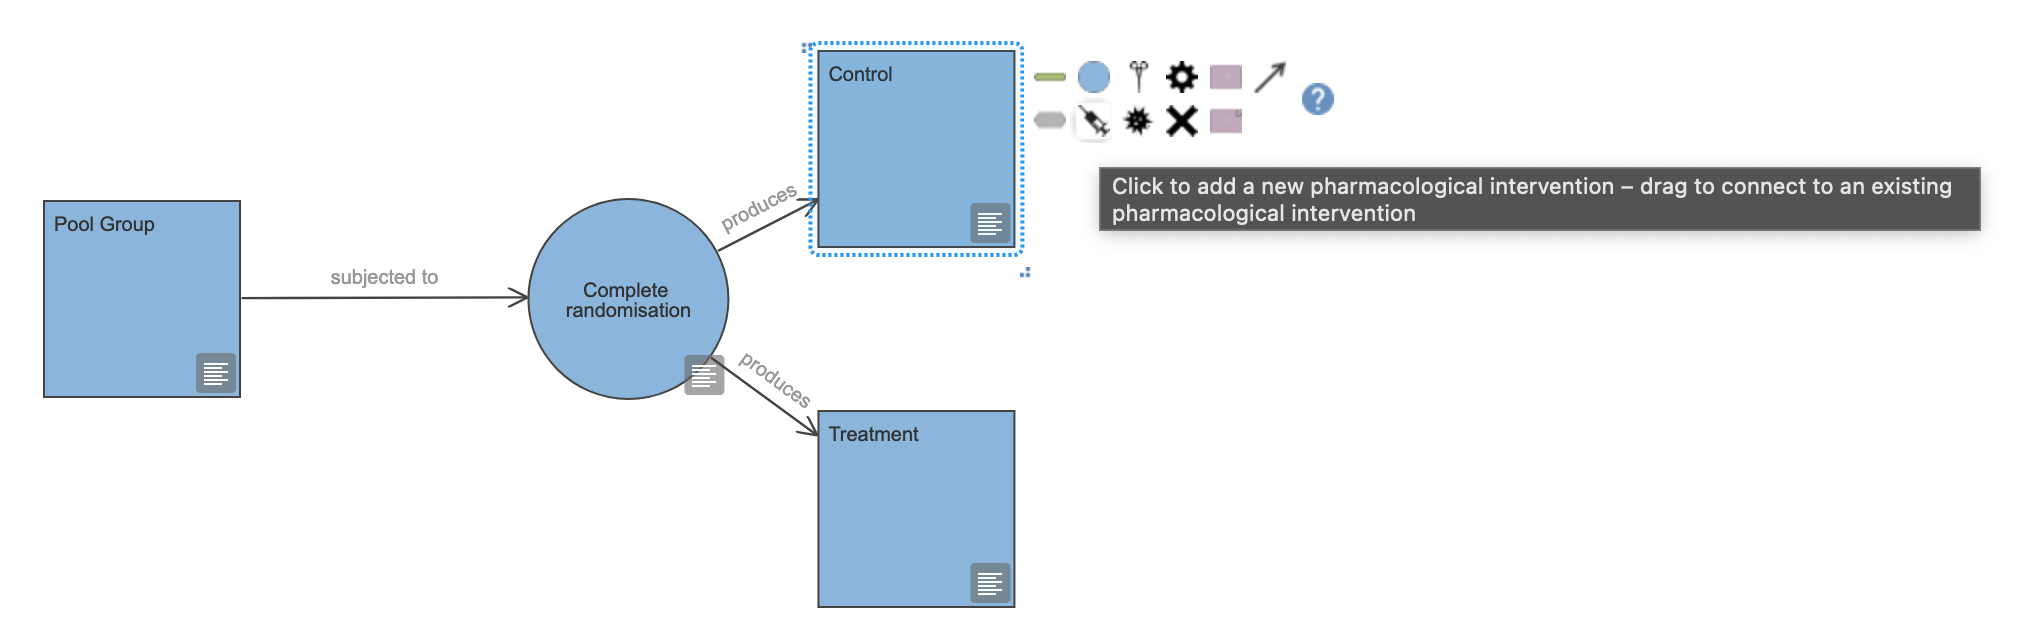 Control
?
Click to add a new pharmacological intervention – drag to connect to an existing
pharmacological intervention
produces
Pool Group
subjected to
Complete
randomisation
produces
Treatment